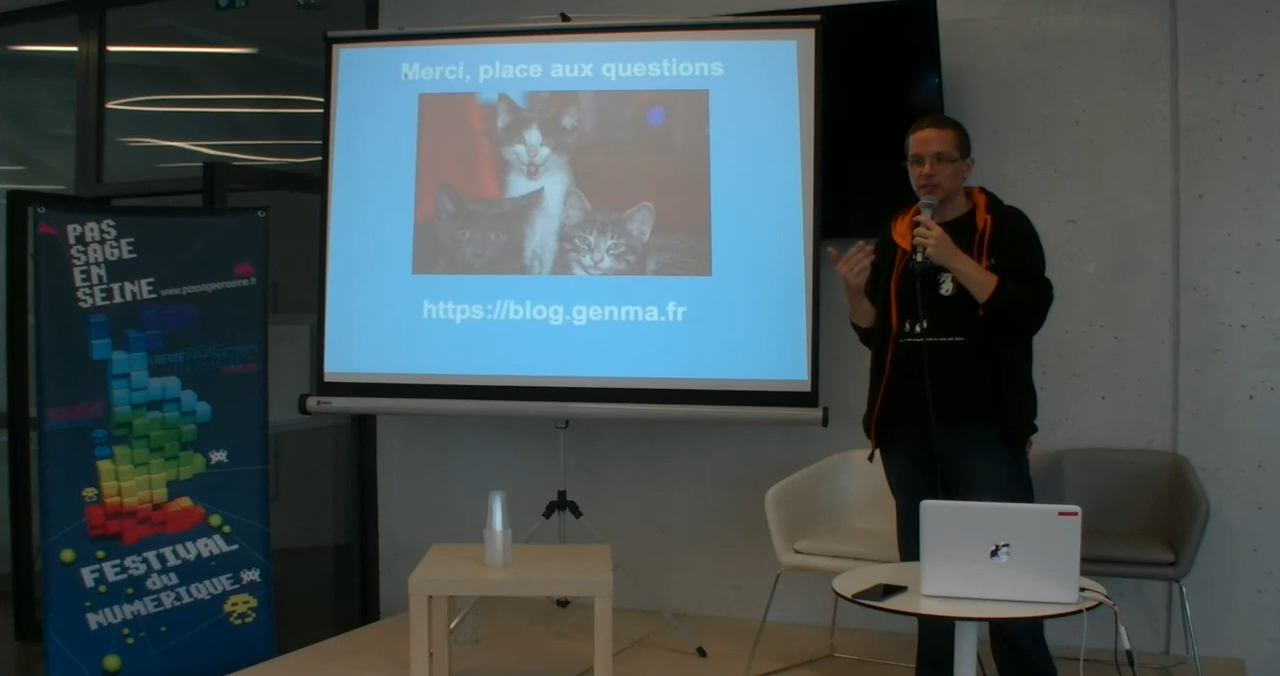 Merci, place aux questions
https://blog.genma.fr
PAS
SAGE
EN
SEINE
www.passageenseine.fr
FESTIVAL
du
NUMERIQUE